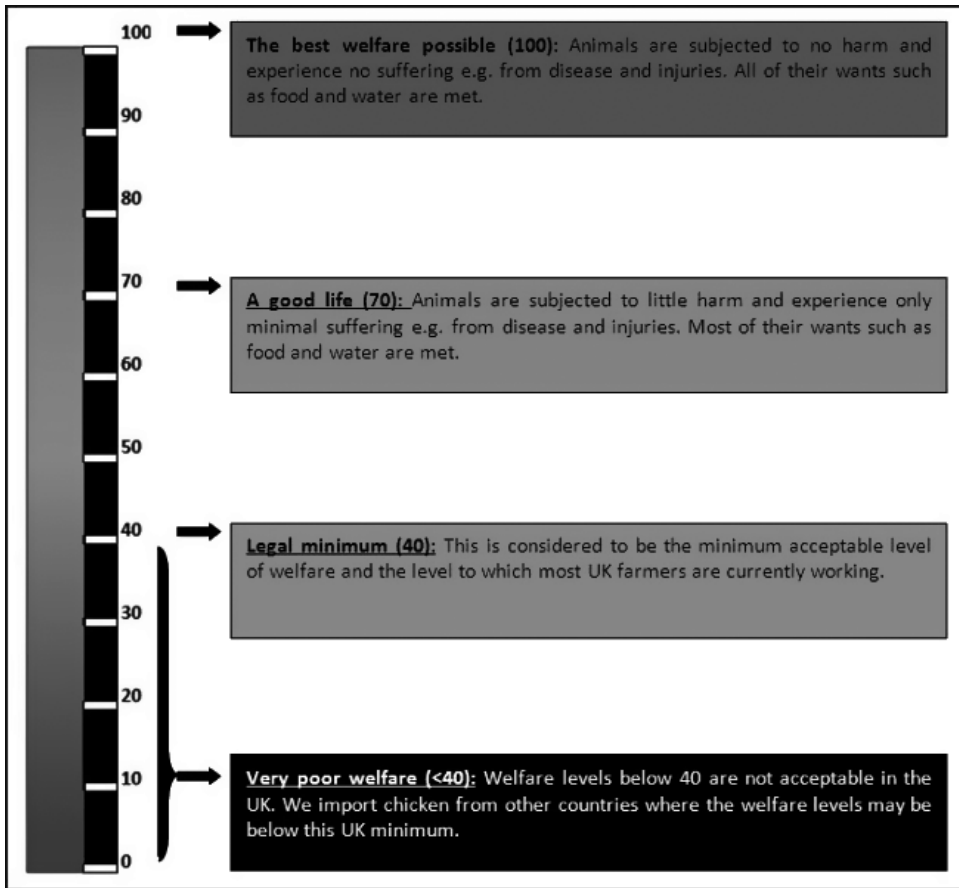 100
The best welfare possible (100): Animals are subjected to no harm and
experience no suffering e.g. from disease and injuries. All of their wants such
as food and water are met.
90
80
70
A good life (70): Animals are subjected to little harm and experience only
minimal suffering e.g. from disease and injuries. Most of their wants such as
food and water are met.
60
50
40
Legal minimum (40): This is considered to be the minimum acceptable level
of welfare and the level to which most UK farmers are currently working.
30
20
10
Very poor welfare (<40): Welfare levels below 40 are not acceptable in the
UK. We import chicken from other countries where the welfare levels may be
below this UK minimum.
0